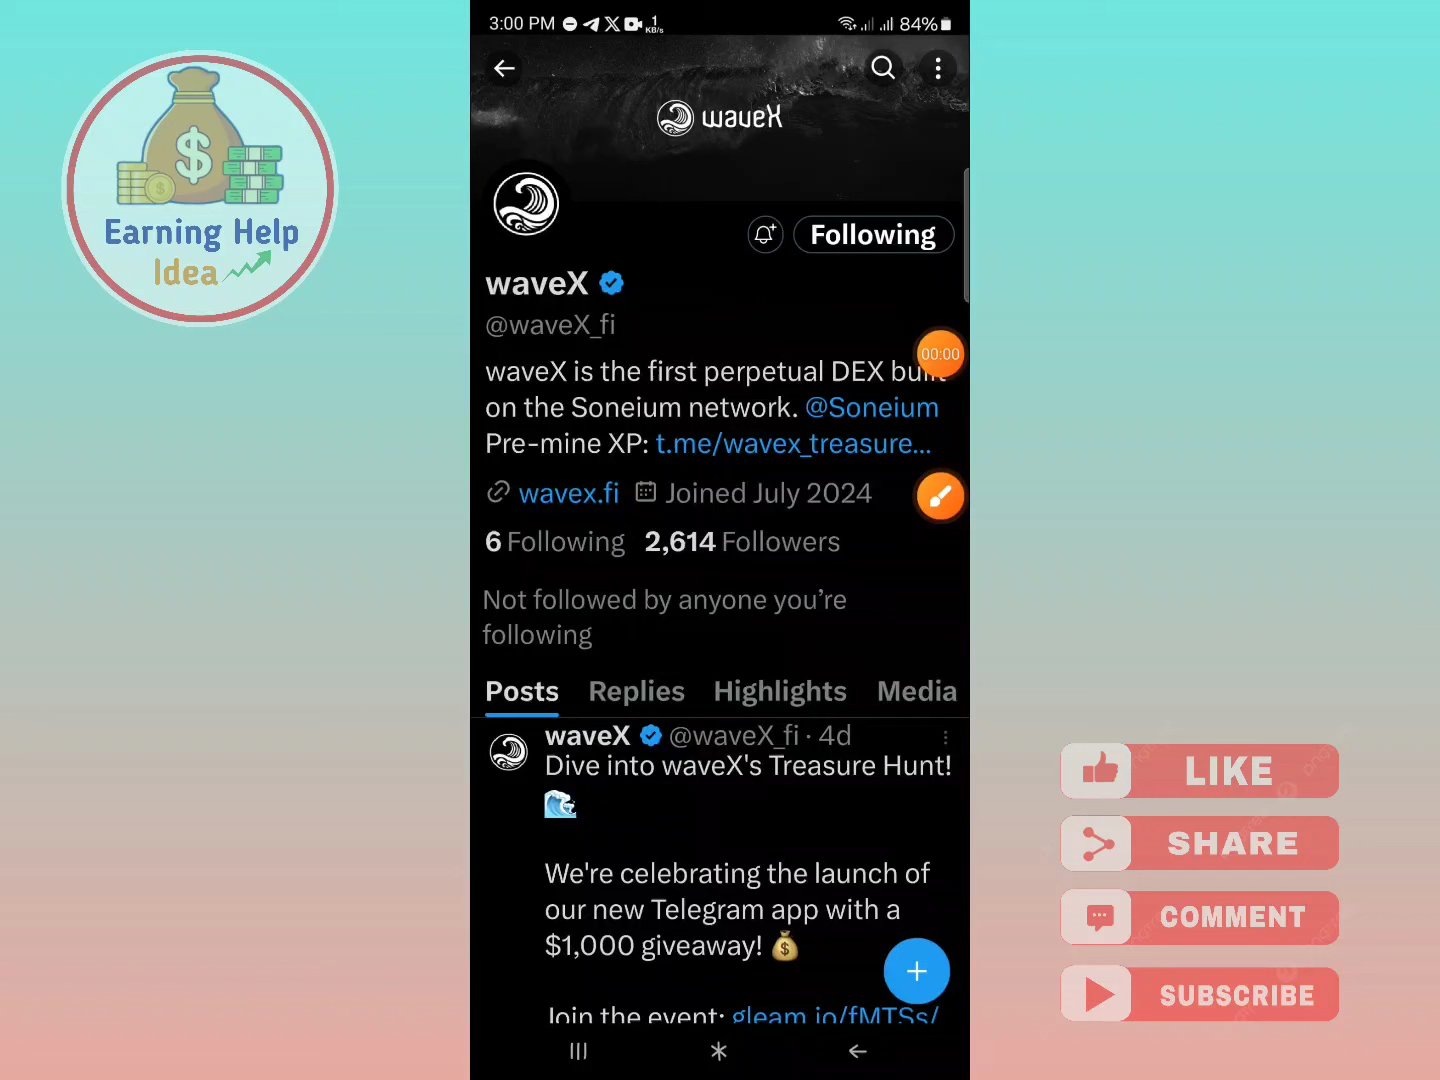 3:00 PM
1
KB/s
84%
waveX
Following
waveX
@waveX_fi
00:00
waveX is the first perpetual DEX built
on the Soneium network. @Soneium
Pre-mine XP: t.me/wavex_treasure...
wavex.fi Joined July 2024
6 Following 2,614 Followers
Not followed by anyone you're
following
Posts Replies Highlights Media
waveX @waveX_fi · 4d
Dive into waveX's Treasure Hunt!
We're celebrating the launch of
our new Telegram app with a
$1,000 giveaway!
Join the event: gleam.io/fMTSs/
Earning Help
Idea
LIKE
SHARE
COMMENT
SUBSCRIBE